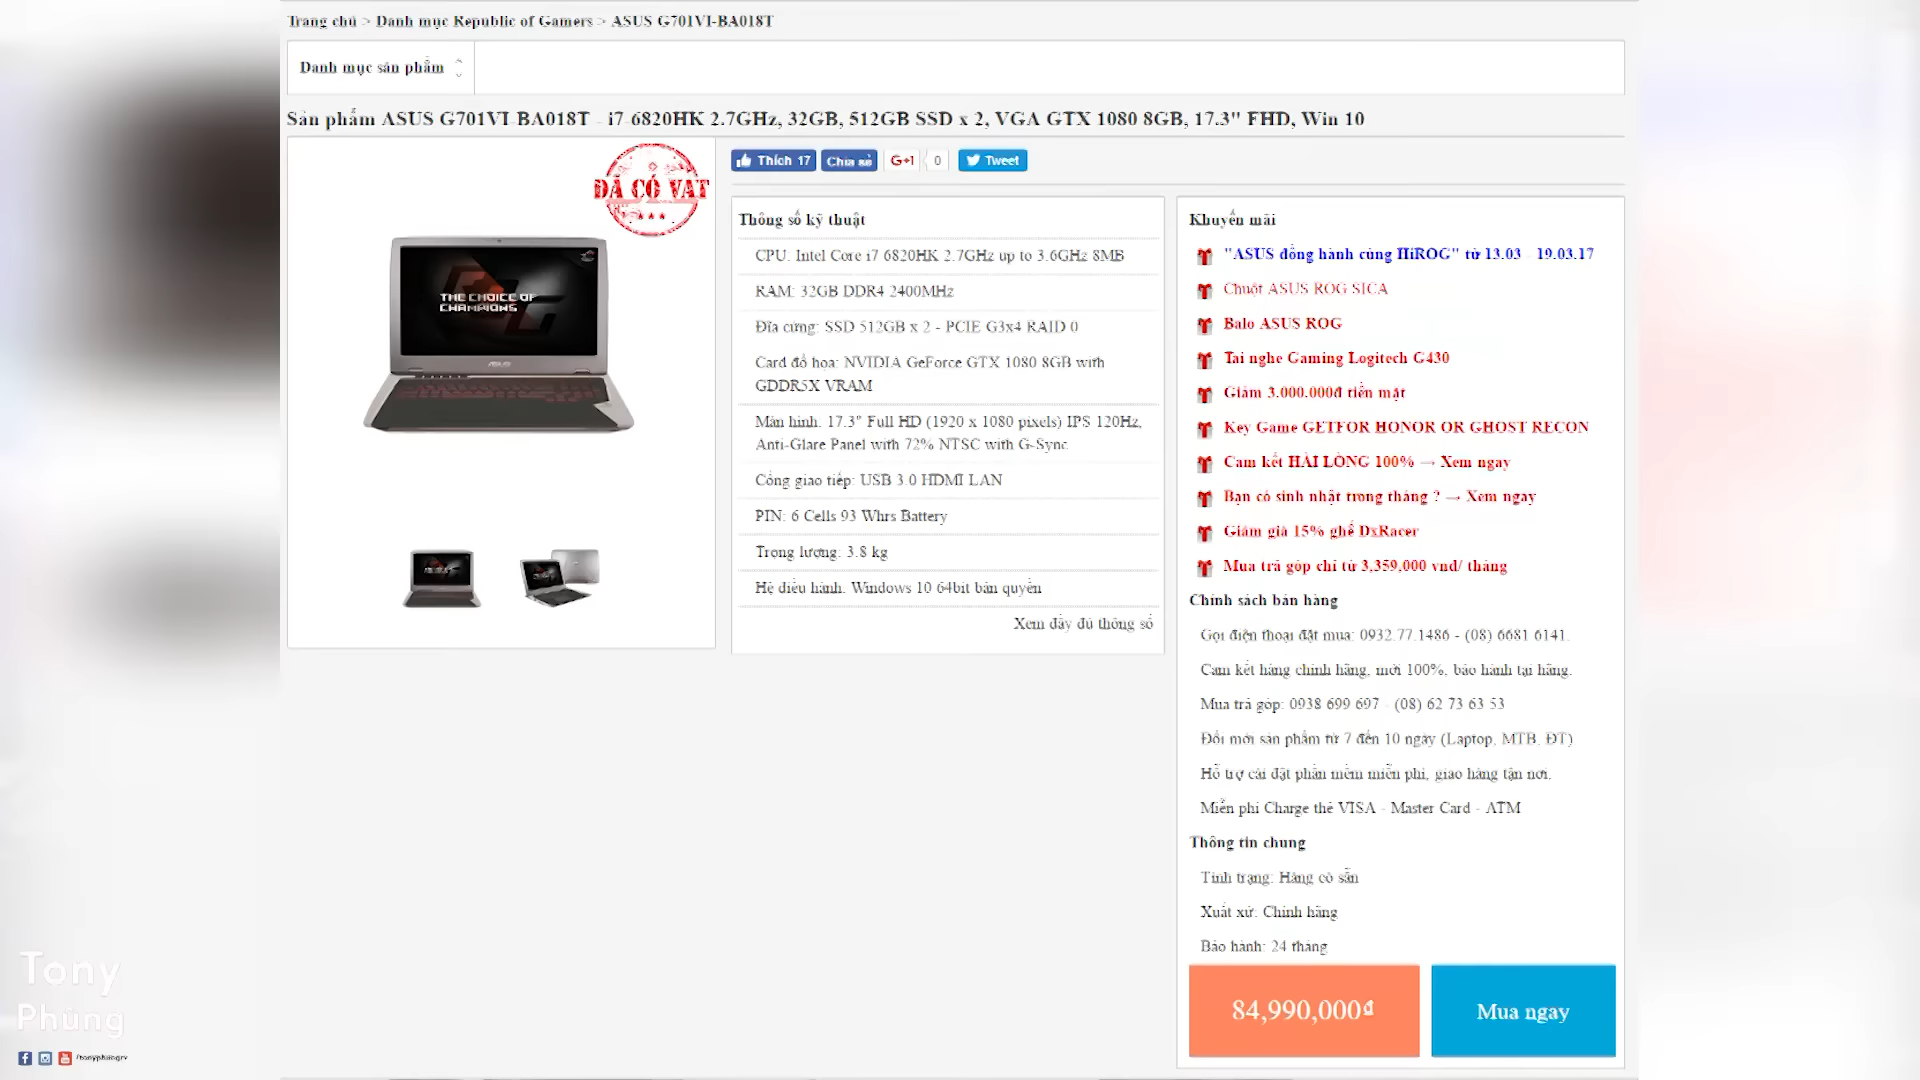 Trang chủ > Danh mục Republic of Gamers > ASUS G701VI-BA018T
Danh mục sản phẩm
Sản phẩm ASUS G701VI-BA018T - i7-6820HK 2.7GHz, 32GB, 512GB SSD x 2, VGA GTX 1080 8GB, 17.3" FHD, Win 10
ĐÃ CÓ VAT
THE CHOICE OF
CHAMPIONS
ASUS
Thích 17
Chia sẻ
G+1
0
Tweet
Thông số kỹ thuật
CPU: Intel Core i7 6820HK 2.7GHz up to 3.6GHz 8MB
RAM: 32GB DDR4 2400MHz
Đĩa cứng: SSD 512GB x 2 - PCIE G3x4 RAID 0
Card đồ họa: NVIDIA GeForce GTX 1080 8GB with
GDDR5X VRAM
Màn hình: 17.3" Full HD (1920 x 1080 pixels) IPS 120Hz,
Anti-Glare Panel with 72% NTSC with G-Sync
Cổng giao tiếp: USB 3.0 HDMI LAN
PIN: 6 Cells 93 Whrs Battery
Trọng lượng: 3.8 kg
Hệ điều hành: Windows 10 64bit bản quyền
Xem đầy đủ thông số
Khuyến mãi
"ASUS đồng hành cùng HiROG" từ 13.03 - 19.03.17
Chuột ASUS ROG SICA
Balo ASUS ROG
Tai nghe Gaming Logitech G430
Giảm 3.000.000đ tiền mặt
Key Game GETFOR HONOR OR GHOST RECON
Cam kết HÀI LÒNG 100% → Xem ngay
Bạn có sinh nhật trong tháng ? → Xem ngay
Giảm giá 15% ghế DxRacer
Mua trả góp chỉ từ 3,359,000 vnd/ tháng
Chính sách bán hàng
Gọi điện thoại đặt mua: 0932.77.1486 - (08) 6681 6141.
Cam kết hàng chính hãng, mới 100%, bảo hành tại hãng.
Mua trả góp: 0938 699 697 - (08) 62 73 63 53
Đổi mới sản phẩm từ 7 đến 10 ngày (Laptop, MTB, ĐT)
Hỗ trợ cài đặt phần mềm miễn phí, giao hàng tận nơi.
Miễn phí Charge thẻ VISA - Master Card - ATM
Thông tin chung
Tình trạng: Hàng có sẵn
Xuất xứ: Chính hãng
Bảo hành: 24 tháng
84,990,000đ
Mua ngay
Tony
Phùng